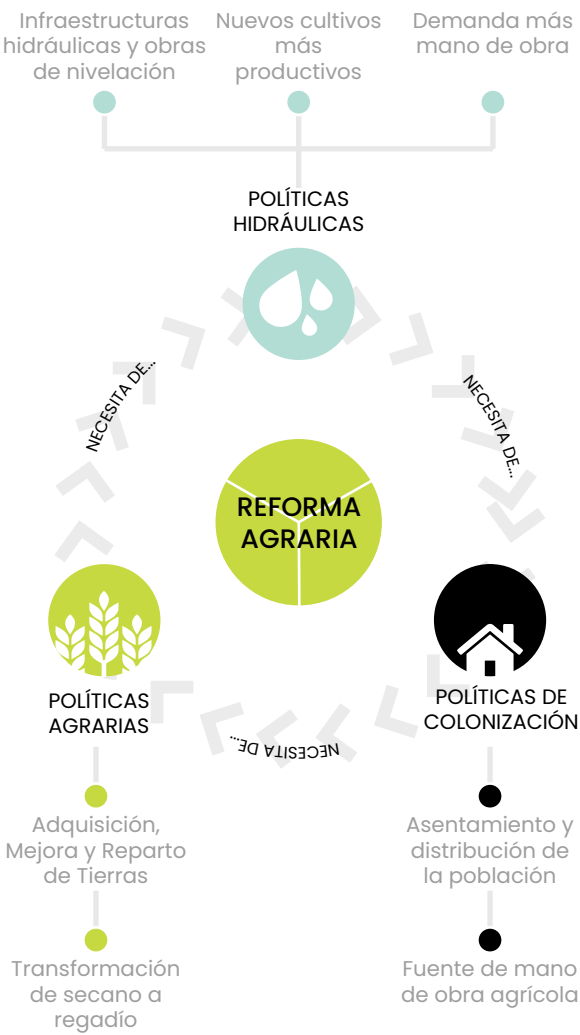 Infraestructuras
hidráulicas y obras
de nivelación
Nuevos cultivos
más
productivos
Demanda más
mano de obra
POLÍTICAS
HIDRÁULICAS
NECESITA DE...
NECESITA DE...
REFORMA
AGRARIA
POLÍTICAS
AGRARIAS
POLÍTICAS DE
COLONIZACIÓN
NECESITA DE...
Adquisición,
Mejora y Reparto
de Tierras
Asentamiento y
distribución de
la población
Transformación
de secano a
regadío
Fuente de mano
de obra agrícola